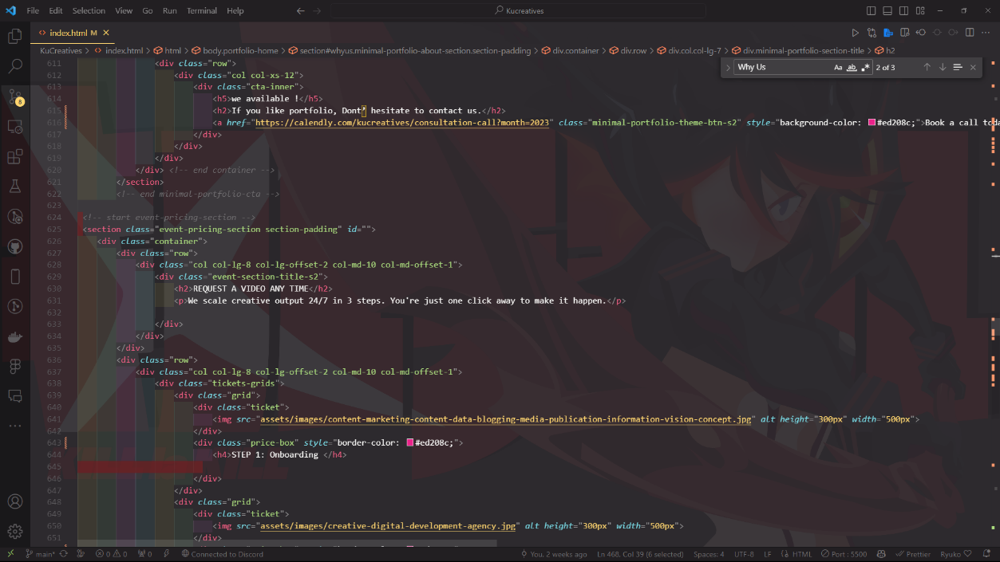 File Edit Selection View Go Run Terminal Help
Kucreatives
index.html M
KuCreatives > index.html > html > body.portfolio-home > section#whyus.minimal-portfolio-about-section.section-padding > div.container > div.row > div.col.col-lg-7 > div.minimal-portfolio-section-title > h2
Why Us Aa ab .* 2 of 3
611 <div class="row">
612 <div class="col col-xs-12">
613 <div class="cta-inner">
614 <h5>we available !</h5>
615 <h2>If you like portfolio, Dont’ hesitate to contact us.</h2>
616 <a href="https://calendly.com/kucreatives/consultation-call?month=2023" class="minimal-portfolio-theme-btn-s2" style="background-color: #ed208c;">Book a call toda
617 </div>
618 </div>
619 </div>
620 </div> <!-- end container -->
621 </section>
622 <!-- end minimal-portfolio-cta -->
623
624 <!-- start event-pricing-section -->
625 <section class="event-pricing-section section-padding" id="">
626 <div class="container">
627 <div class="row">
628 <div class="col col-lg-8 col-lg-offset-2 col-md-10 col-md-offset-1">
629 <div class="event-section-title-s2">
630 <h2>REQUEST A VIDEO ANY TIME</h2>
631 <p>We scale creative output 24/7 in 3 steps. You're just one click away to make it happen.</p>
632
633 </div>
634 </div>
635 </div>
636 <div class="row">
637 <div class="col col-lg-8 col-lg-offset-2 col-md-10 col-md-offset-1">
638 <div class="tickets-grids">
639 <div class="grid">
640 <div class="ticket">
641 <img src="assets/images/content-marketing-content-data-blogging-media-publication-information-vision-concept.jpg" alt height="300px" width="500px">
642 </div>
643 <div class="price-box" style="border-color: #ed208c;">
644 <h4>STEP 1: Onboarding </h4>
645
646 </div>
647 </div>
648 <div class="grid">
649 <div class="ticket">
650 <img src="assets/images/creative-digital-development-agency.jpg" alt height="300px" width="500px">
651 </div>
8
main* 0 0 0 Connected to Discord You, 2 weeks ago Ln 468, Col 39 (6 selected) Spaces: 4 UTF-8 LF HTML Port : 5500 Prettier Ryuko